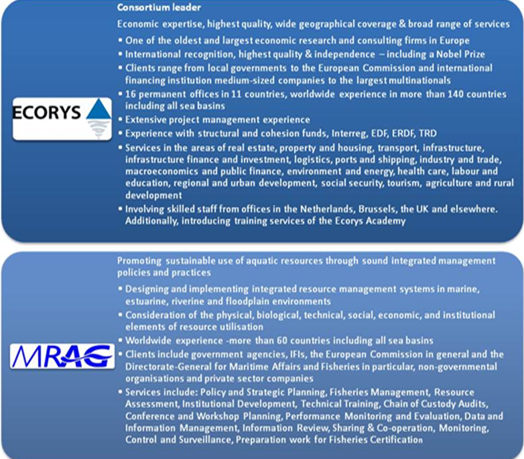 Consortium leader
Economic expertise, highest quality, wide geographical coverage & broad range of services
• One of the oldest and largest economic research and consulting firms in Europe
• International recognition, highest quality & independence – including a Nobel Prize
• Clients range from local governments to the European Commission and international
financing institution medium-sized companies to the largest multinationals
• 16 permanent offices in 11 countries, worldwide experience in more than 140 countries
including all sea basins
• Extensive project management experience
• Experience with structural and cohesion funds, Interreg, EDF, ERDF, TRD
• Services in the areas of real estate, property and housing, transport, infrastructure,
infrastructure finance and investment, logistics, ports and shipping, industry and trade,
macroeconomics and public finance, environment and energy, health care, labour and
education, regional and urban development, social security, tourism, agriculture and rural
development
• Involving skilled staff from offices in the Netherlands, Brussels, the UK and elsewhere.
Additionally, introducing training services of the Ecorys Academy
ECORYS
Promoting sustainable use of aquatic resources through sound integrated management
policies and practices
• Designing and implementing integrated resource management systems in marine,
estuarine, riverine and floodplain environments
• Consideration of the physical, biological, technical, social, economic, and institutional
elements of resource utilisation
• Worldwide experience -more than 60 countries including all sea basins
• Clients include government agencies, IFIs, the European Commission in general and the
Directorate-General for Maritime Affairs and Fisheries in particular, non-governmental
organisations and private sector companies
• Services include: Policy and Strategic Planning, Fisheries Management, Resource
Assessment, Institutional Development, Technical Training, Chain of Custody Audits,
Conference and Workshop Planning, Performance Monitoring and Evaluation, Data and
Information Management, Information Review, Sharing & Co-operation, Monitoring,
Control and Surveillance, Preparation work for Fisheries Certification
MRAG